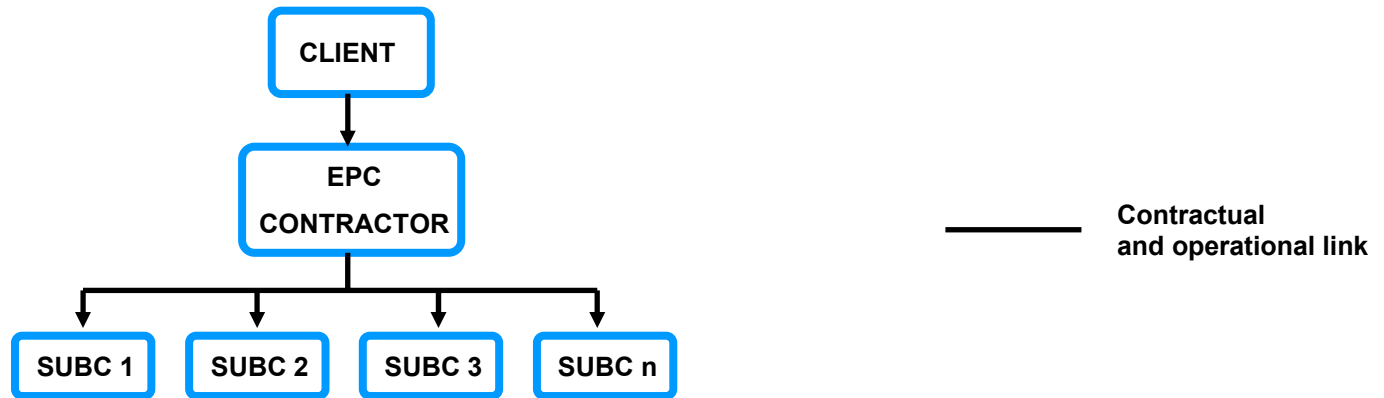 CLIENT
EPC
CONTRACTOR
Contractual
and operational link
SUBC 1
SUBC 2
SUBC 3
SUBC n